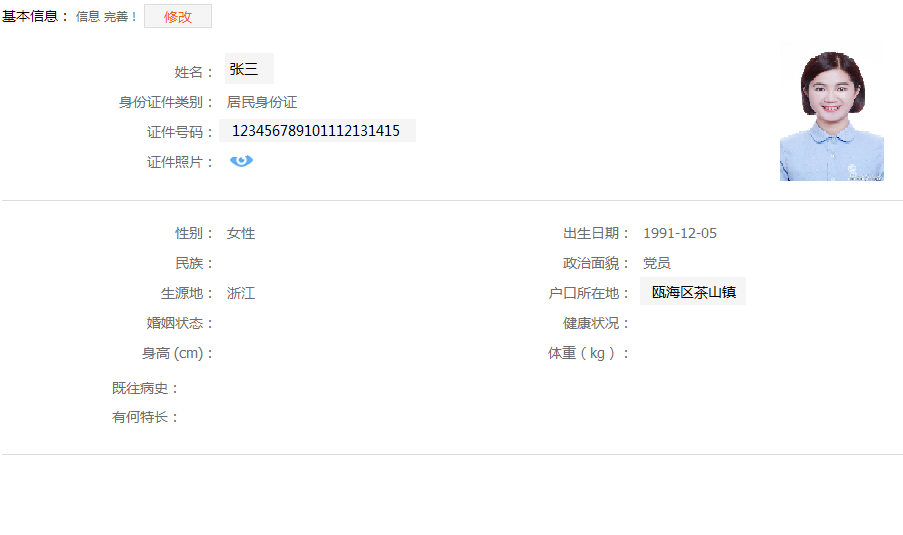 基本信息： 信息 完善！ 修改
姓名： 张三
身份证件类别： 居民身份证
证件号码： 123456789101112131415
证件照片：
性别： 女性 出生日期： 1991-12-05
民族： 政治面貌： 党员
生源地： 浙江 户口所在地： 瓯海区茶山镇
婚姻状态： 健康状况：
身高 (cm)： 体重（kg）：
既往病史：
有何特长：